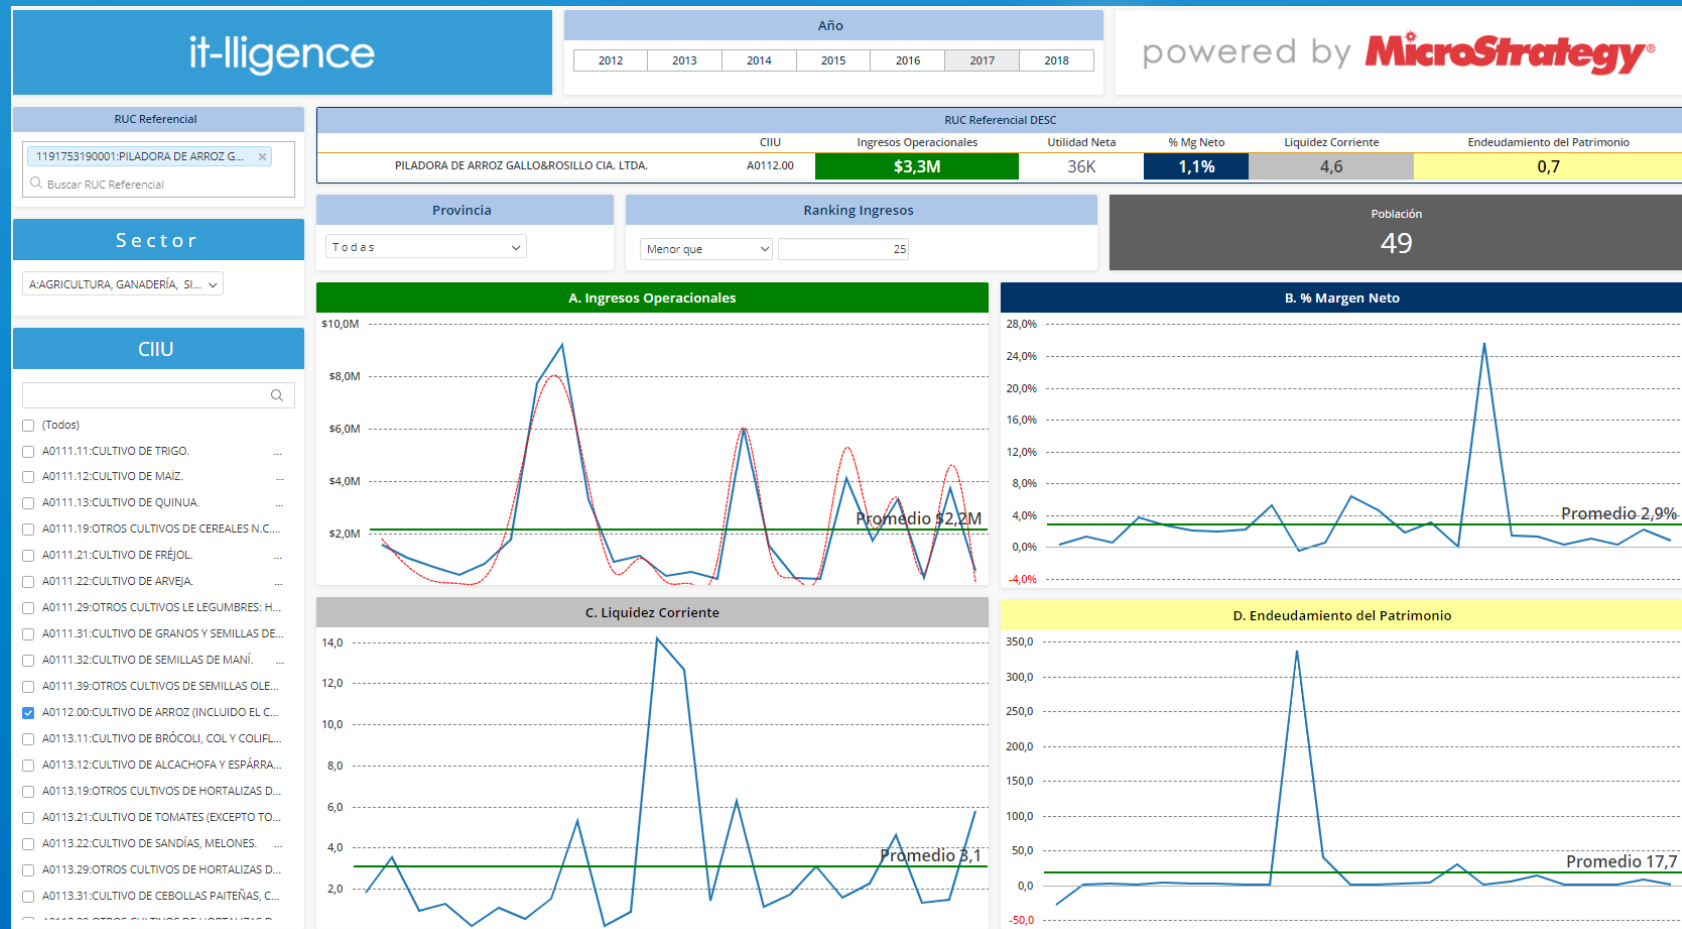 it-lligence
Año
2012 2013 2014 2015 2016 2017 2018
powered by MicroStrategy®
RUC Referencial
1191753190001:PILADORA DE ARROZ G... ×
Buscar RUC Referencial
RUC Referencial DESC
CIIU Ingresos Operacionales Utilidad Neta % Mg Neto Liquidez Corriente Endeudamiento del Patrimonio
PILADORA DE ARROZ GALLO&ROSILLO CIA. LTDA. A0112.00 $3,3M 36K 1,1% 4,6 0,7
Provincia
Todas
Ranking Ingresos
Menor que 25
Población
49
Sector
A:AGRICULTURA, GANADERÍA, SI...
CIIU
(Todos)
A0111.11:CULTIVO DE TRIGO. ...
A0111.12:CULTIVO DE MAÍZ. ...
A0111.13:CULTIVO DE QUINUA. ...
A0111.19:OTROS CULTIVOS DE CEREALES N.C....
A0111.21:CULTIVO DE FRÉJOL. ...
A0111.22:CULTIVO DE ARVEJA. ...
A0111.29:OTROS CULTIVOS LE LEGUMBRES: H...
A0111.31:CULTIVO DE GRANOS Y SEMILLAS DE...
A0111.32:CULTIVO DE SEMILLAS DE MANÍ. ...
A0111.39:OTROS CULTIVOS DE SEMILLAS OLE...
A0112.00:CULTIVO DE ARROZ (INCLUIDO EL C...
A0113.11:CULTIVO DE BRÓCOLI, COL Y COLIFL...
A0113.12:CULTIVO DE ALCACHOFA Y ESPÁRRA...
A0113.19:OTROS CULTIVOS DE HORTALIZAS D...
A0113.21:CULTIVO DE TOMATES (EXCEPTO TO...
A0113.22:CULTIVO DE SANDÍAS, MELONES. ...
A0113.29:OTROS CULTIVOS DE HORTALIZAS D...
A0113.31:CULTIVO DE CEBOLLAS PAITEÑAS, C...
A. Ingresos Operacionales
$10,0M
$8,0M
$6,0M
$4,0M
$2,0M
Promedio $2,2M
B. % Margen Neto
28,0%
24,0%
20,0%
16,0%
12,0%
8,0%
4,0%
0,0%
-4,0%
Promedio 2,9%
C. Liquidez Corriente
14,0
12,0
10,0
8,0
6,0
4,0
2,0
Promedio 3,1
D. Endeudamiento del Patrimonio
350,0
300,0
250,0
200,0
150,0
100,0
50,0
0,0
-50,0
Promedio 17,7